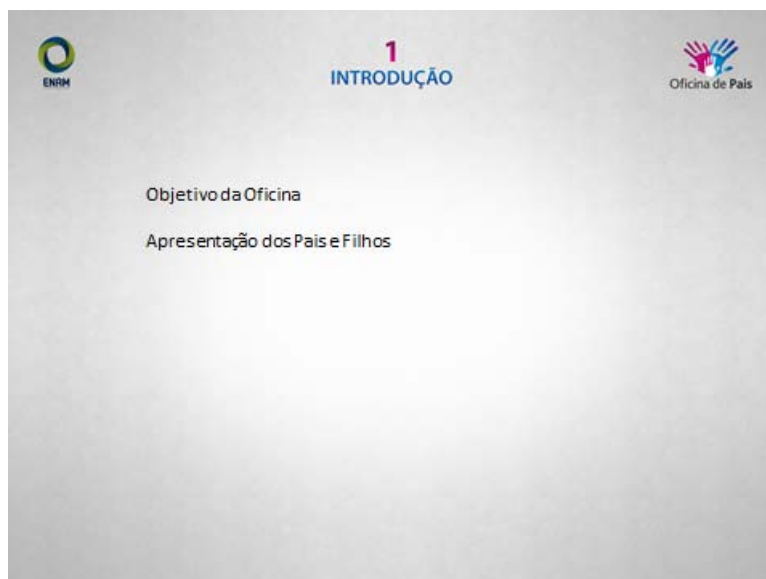 ENAM
1
INTRODUÇÃO
Oficina de Pais
Objetivo da Oficina
Apresentação dos Pais e Filhos